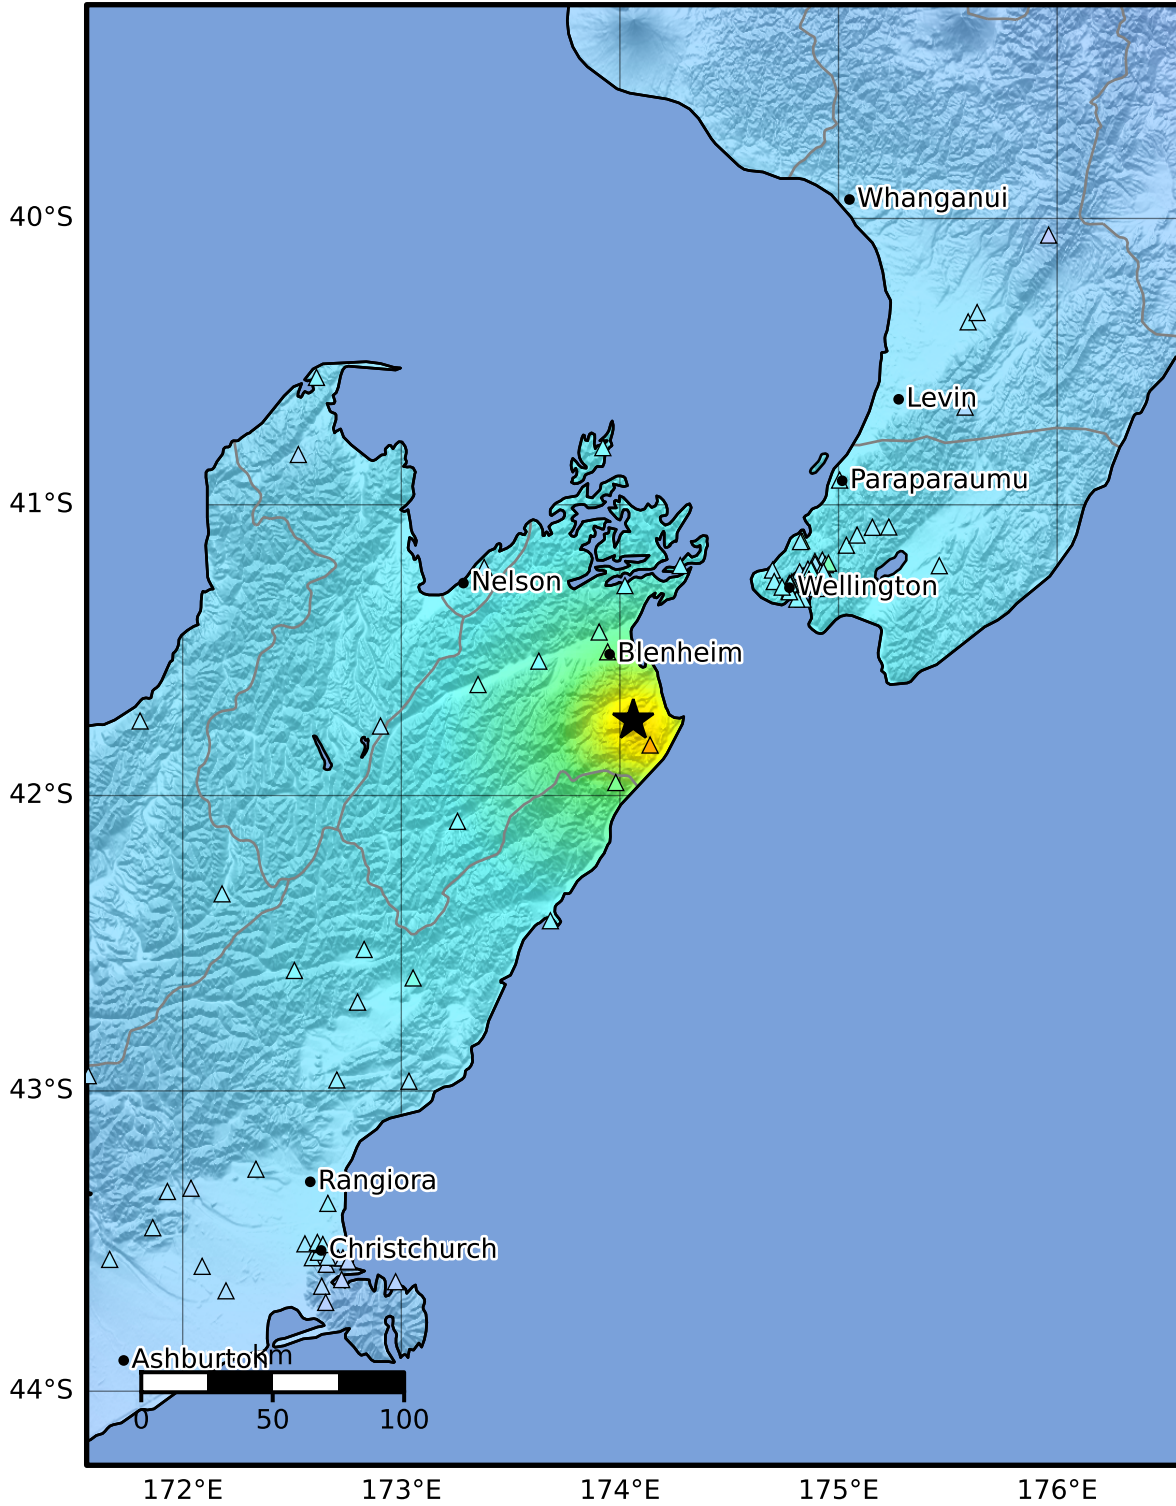 Whanganui
40°S
Levin
Paraparaumu
41°S
Nelson
Wellington
Blenheim
42°S
43°S
Rangiora
Christchurch
Ashburton
km
44°S
0 50 100
172°E 173°E 174°E 175°E 176°E